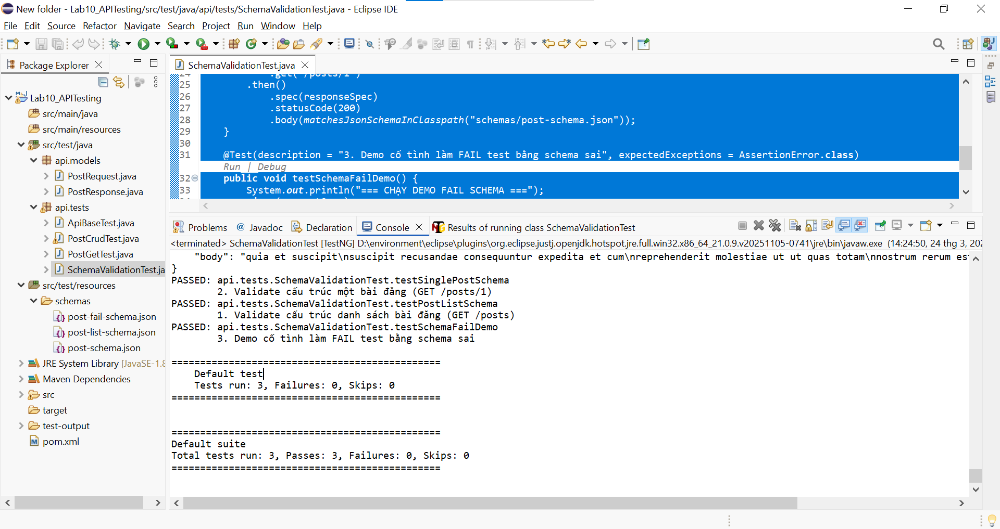 New folder - Lab10_APITesting/src/test/java/api/tests/SchemaValidationTest.java - Eclipse IDE
File Edit Source Refactor Navigate Search Project Run Window Help
Package Explorer
Lab10_APITesting
src/main/java
src/main/resources
src/test/java
api.models
PostRequest.java
PostResponse.java
api.tests
ApiBaseTest.java
PostCrudTest.java
PostGetTest.java
SchemaValidationTest.ja
src/test/resources
schemas
post-fail-schema.json
post-list-schema.json
post-schema.json
JRE System Library [JavaSE-1.8
Maven Dependencies
src
target
test-output
pom.xml
SchemaValidationTest.java
24 .get("/posts/1")
25 .then()
26 .spec(responseSpec)
27 .statusCode(200)
28 .body(matchesJsonSchemaInClasspath("schemas/post-schema.json"));
29 }
30
31 @Test(description = "3. Demo cố tình làm FAIL test bằng schema sai", expectedExceptions = AssertionError.class)
Run | Debug
32 public void testSchemaFailDemo() {
33 System.out.println("=== CHẠY DEMO FAIL SCHEMA ===");
Problems @ Javadoc Declaration Console Results of running class SchemaValidationTest
<terminated> SchemaValidationTest [TestNG] D:\environment\eclipse\plugins\org.eclipse.justj.openjdk.hotspot.jre.full.win32.x86_64_21.0.9.v20251105-0741\jre\bin\javaw.exe (14:24:50, 24 thg 3, 202
"body": "quia et suscipit\nsuscipit recusandae consequuntur expedita et cum\nreprehenderit molestiae ut ut quas totam\nnostrum rerum es
}
PASSED: api.tests.SchemaValidationTest.testSinglePostSchema
2. Validate cấu trúc một bài đăng (GET /posts/1)
PASSED: api.tests.SchemaValidationTest.testPostListSchema
1. Validate cấu trúc danh sách bài đăng (GET /posts)
PASSED: api.tests.SchemaValidationTest.testSchemaFailDemo
3. Demo cố tình làm FAIL test bằng schema sai
===============================================
Default test
Tests run: 3, Failures: 0, Skips: 0
===============================================
===============================================
Default suite
Total tests run: 3, Passes: 3, Failures: 0, Skips: 0
===============================================